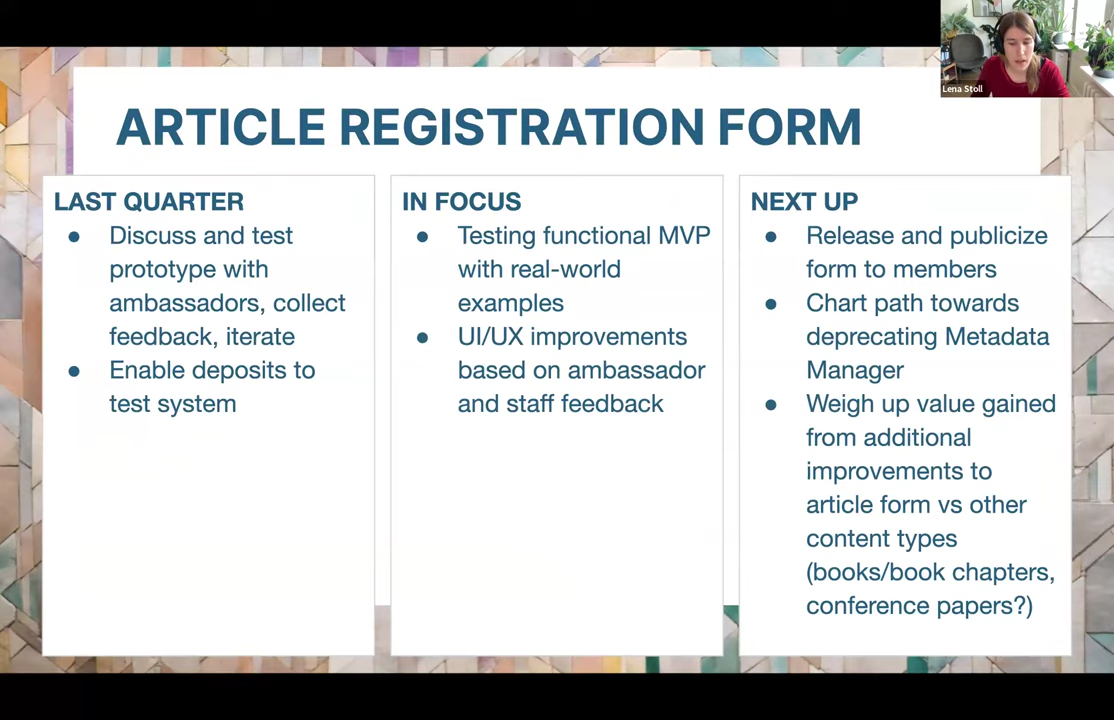 Lena Stoll
ARTICLE REGISTRATION FORM
LAST QUARTER
● Discuss and test
prototype with
ambassadors, collect
feedback, iterate
● Enable deposits to
test system
IN FOCUS
● Testing functional MVP
with real-world
examples
● UI/UX improvements
based on ambassador
and staff feedback
NEXT UP
● Release and publicize
form to members
● Chart path towards
deprecating Metadata
Manager
● Weigh up value gained
from additional
improvements to
article form vs other
content types
(books/book chapters,
conference papers?)